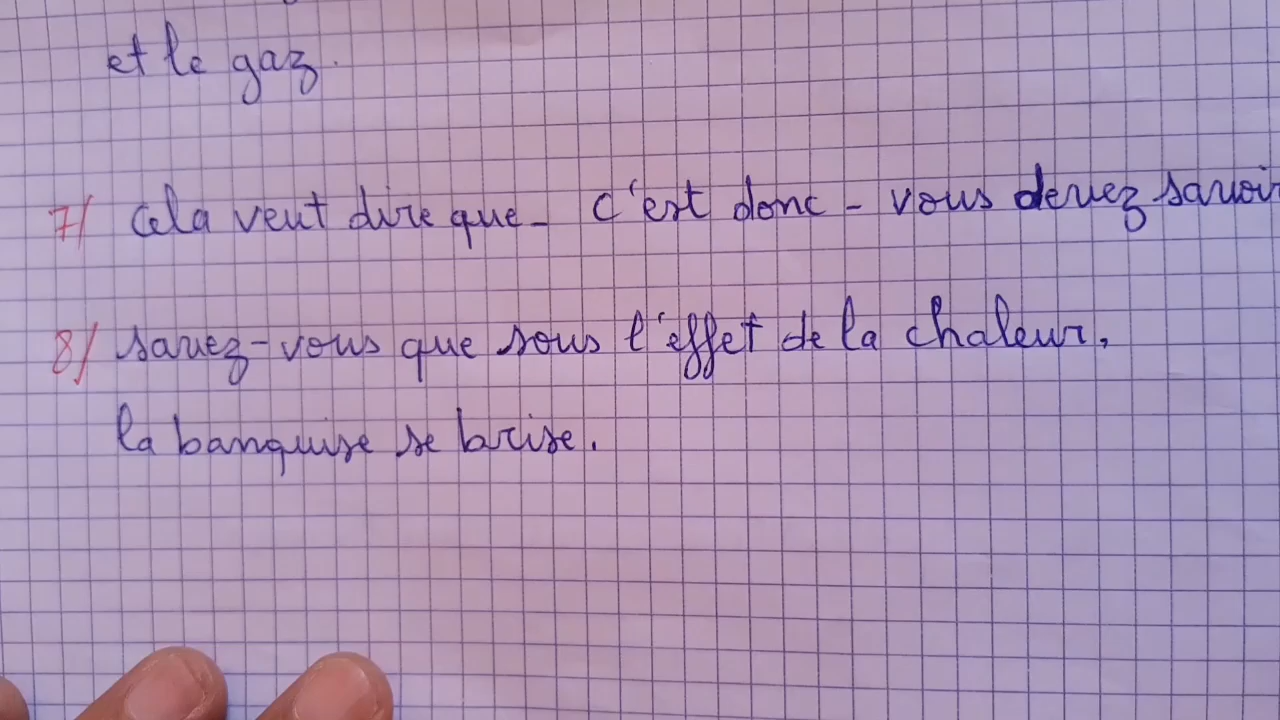 et le gaz.
7/ Cela veut dire que - c'est donc - vous devez savoir
8/ savez-vous que sous l'effet de la chaleur,
la banquise se brise.